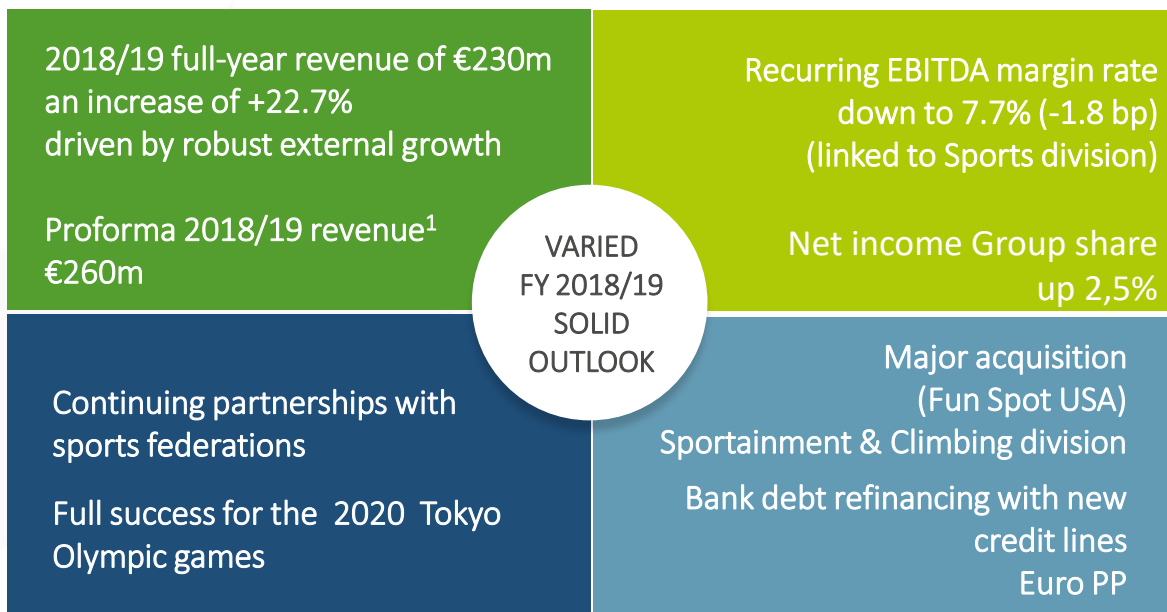 2018/19 full-year revenue of €230m
an increase of +22.7%
driven by robust external growth
Proforma 2018/19 revenue¹
€260m
Recurring EBITDA margin rate
down to 7.7% (-1.8 bp)
(linked to Sports division)
Net income Group share
up 2,5%
VARIED
FY 2018/19
SOLID
OUTLOOK
Continuing partnerships with
sports federations
Full success for the 2020 Tokyo
Olympic games
Major acquisition
(Fun Spot USA)
Sportainment & Climbing division
Bank debt refinancing with new
credit lines
Euro PP